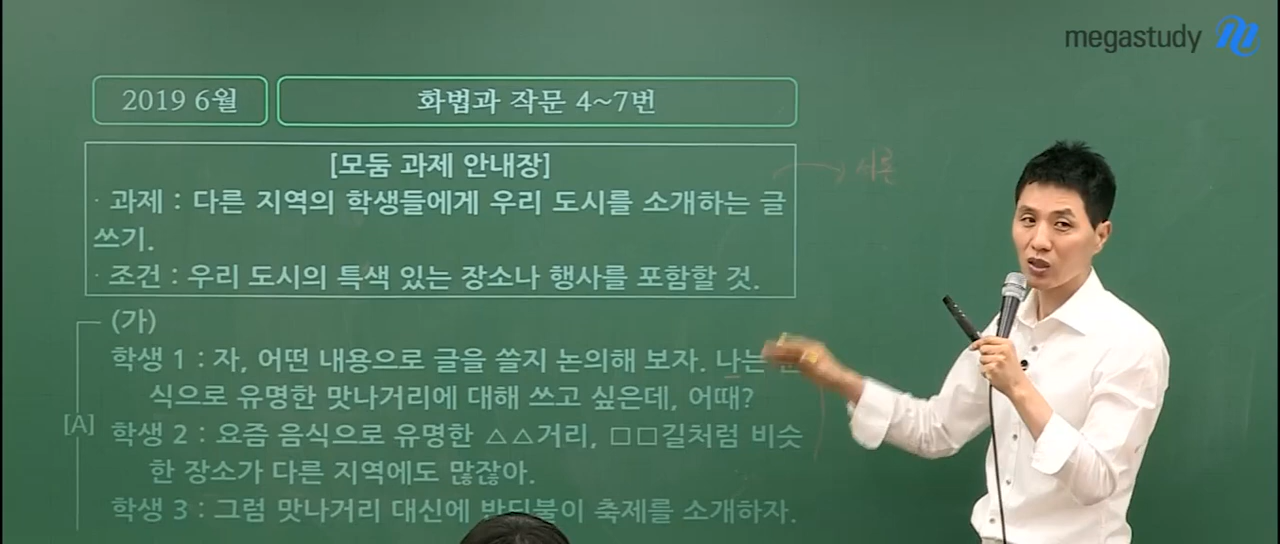 megastudy
2019 6월
화법과 작문 4~7번
[모둠 과제 안내장]
· 과제 : 다른 지역의 학생들에게 우리 도시를 소개하는 글
쓰기.
· 조건 : 우리 도시의 특색 있는 장소나 행사를 포함할 것.
서론
(가)
학생 1 : 자, 어떤 내용으로 글을 쓸지 논의해 보자. 나는
식으로 유명한 맛나거리에 대해 쓰고 싶은데, 어때?
[A]
학생 2 : 요즘 음식으로 유명한 △△거리, □□길처럼 비슷
한 장소가 다른 지역에도 많잖아.
학생 3 : 그럼 맛나거리 대신에 반딧불이 축제를 소개하자.